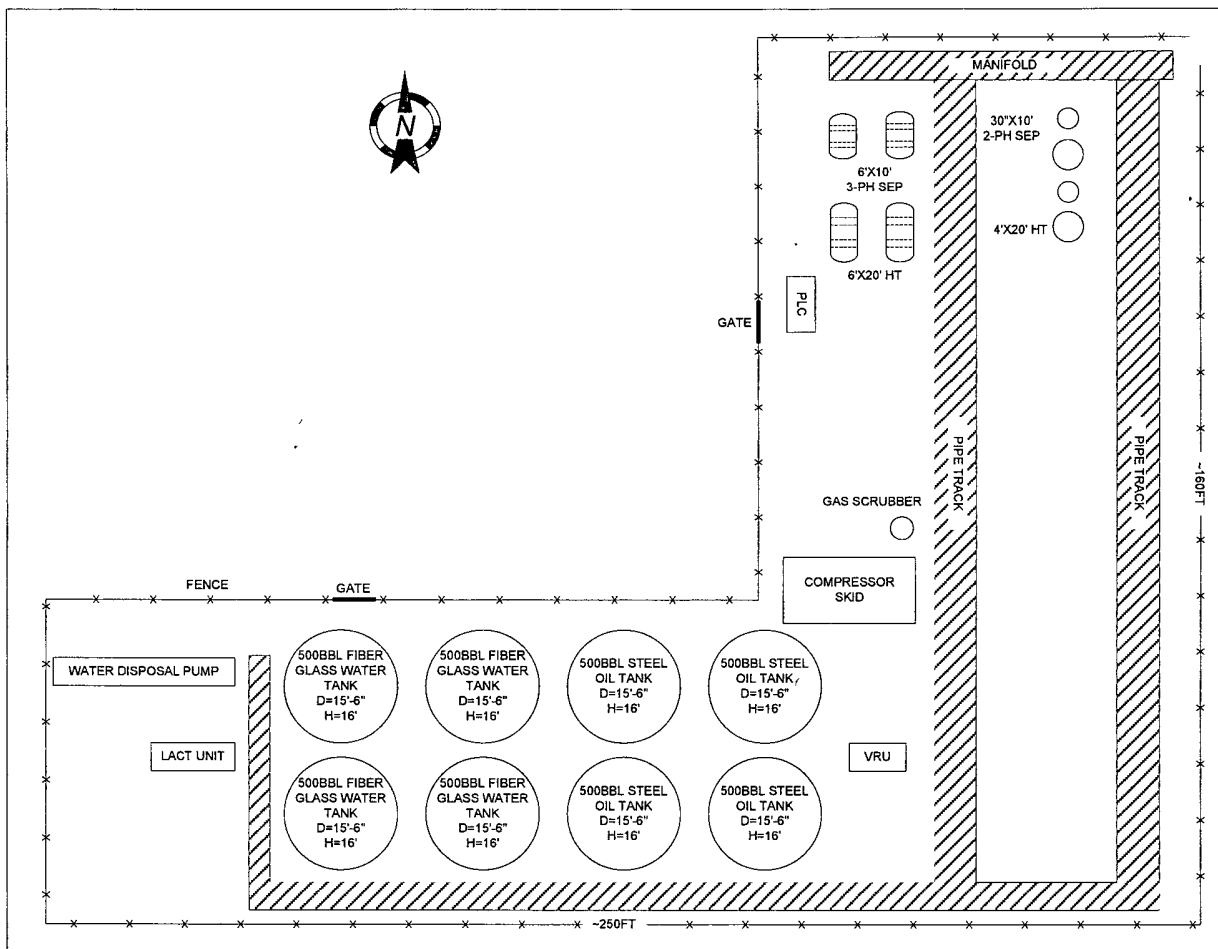 MANIFOLD
N
30"X10'
2-PH SEP
6'X10'
3-PH SEP
4'X20' HT
6'X20' HT
PLC
GATE
PIPE TRACK
PIPE TRACK
~160FT
GAS SCRUBBER
COMPRESSOR
SKID
FENCE
GATE
WATER DISPOSAL PUMP
500BBL FIBER
GLASS WATER
TANK
D=15'-6"
H=16'
500BBL FIBER
GLASS WATER
TANK
D=15'-6"
H=16'
500BBL STEEL
OIL TANK
D=15'-6"
H=16'
500BBL STEEL
OIL TANK
D=15'-6"
H=16'
LACT UNIT
VRU
500BBL FIBER
GLASS WATER
TANK
D=15'-6"
H=16'
500BBL FIBER
GLASS WATER
TANK
D=15'-6"
H=16'
500BBL STEEL
OIL TANK
D=15'-6"
H=16'
500BBL STEEL
OIL TANK
D=15'-6"
H=16'
~250FT